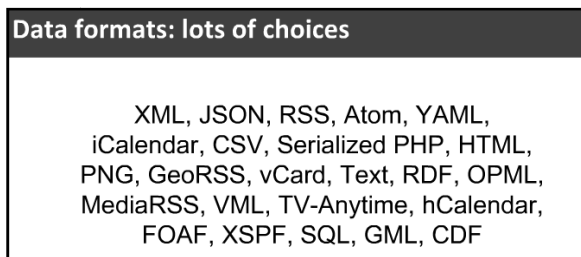 Data formats: lots of choices
XML, JSON, RSS, Atom, YAML,
iCalendar, CSV, Serialized PHP, HTML,
PNG, GeoRSS, vCard, Text, RDF, OPML,
MediaRSS, VML, TV-Anytime, hCalendar,
FOAF, XSPF, SQL, GML, CDF